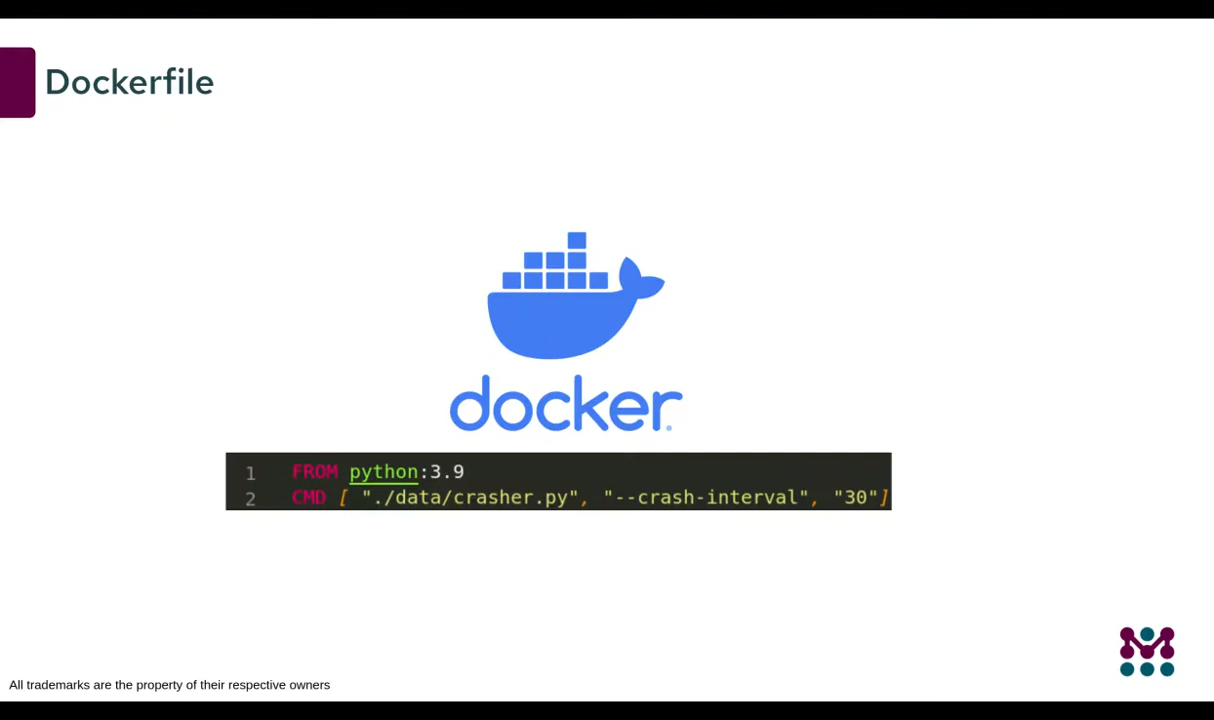 Dockerfile
docker.
1 FROM python:3.9
2 CMD [ "./data/crasher.py", "--crash-interval", "30"]
All trademarks are the property of their respective owners